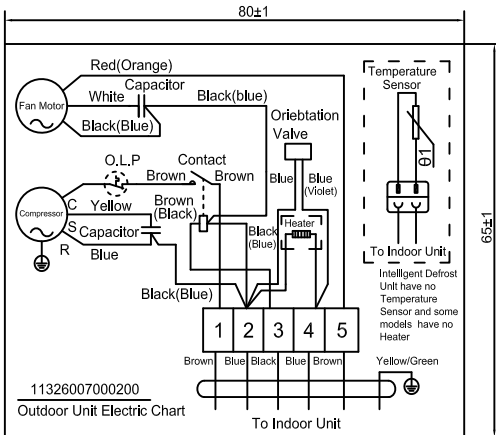 80±1
Red(Orange)
Capacitor
White
Fan Motor
Black(Blue)
Black(blue)
Oriebtation
Valve
Temperature
Sensor
θ1
65±1
O.L.P
Contact
Brown
Brown
Brown
(Black)
Blue
Blue
(Violet)
C
Yellow
Compressor
S
Capacitor
R
Blue
Black
(Blue)
Heater
To Indoor Unit
Intelligent Defrost
Unit have no
Temperature
Sensor and some
models have no
Heater
Black(Blue)
1
2
3
4
5
Brown
Blue
Black
Blue
Brown
Yellow/Green
11326007000200
Outdoor Unit Electric Chart
To Indoor Unit